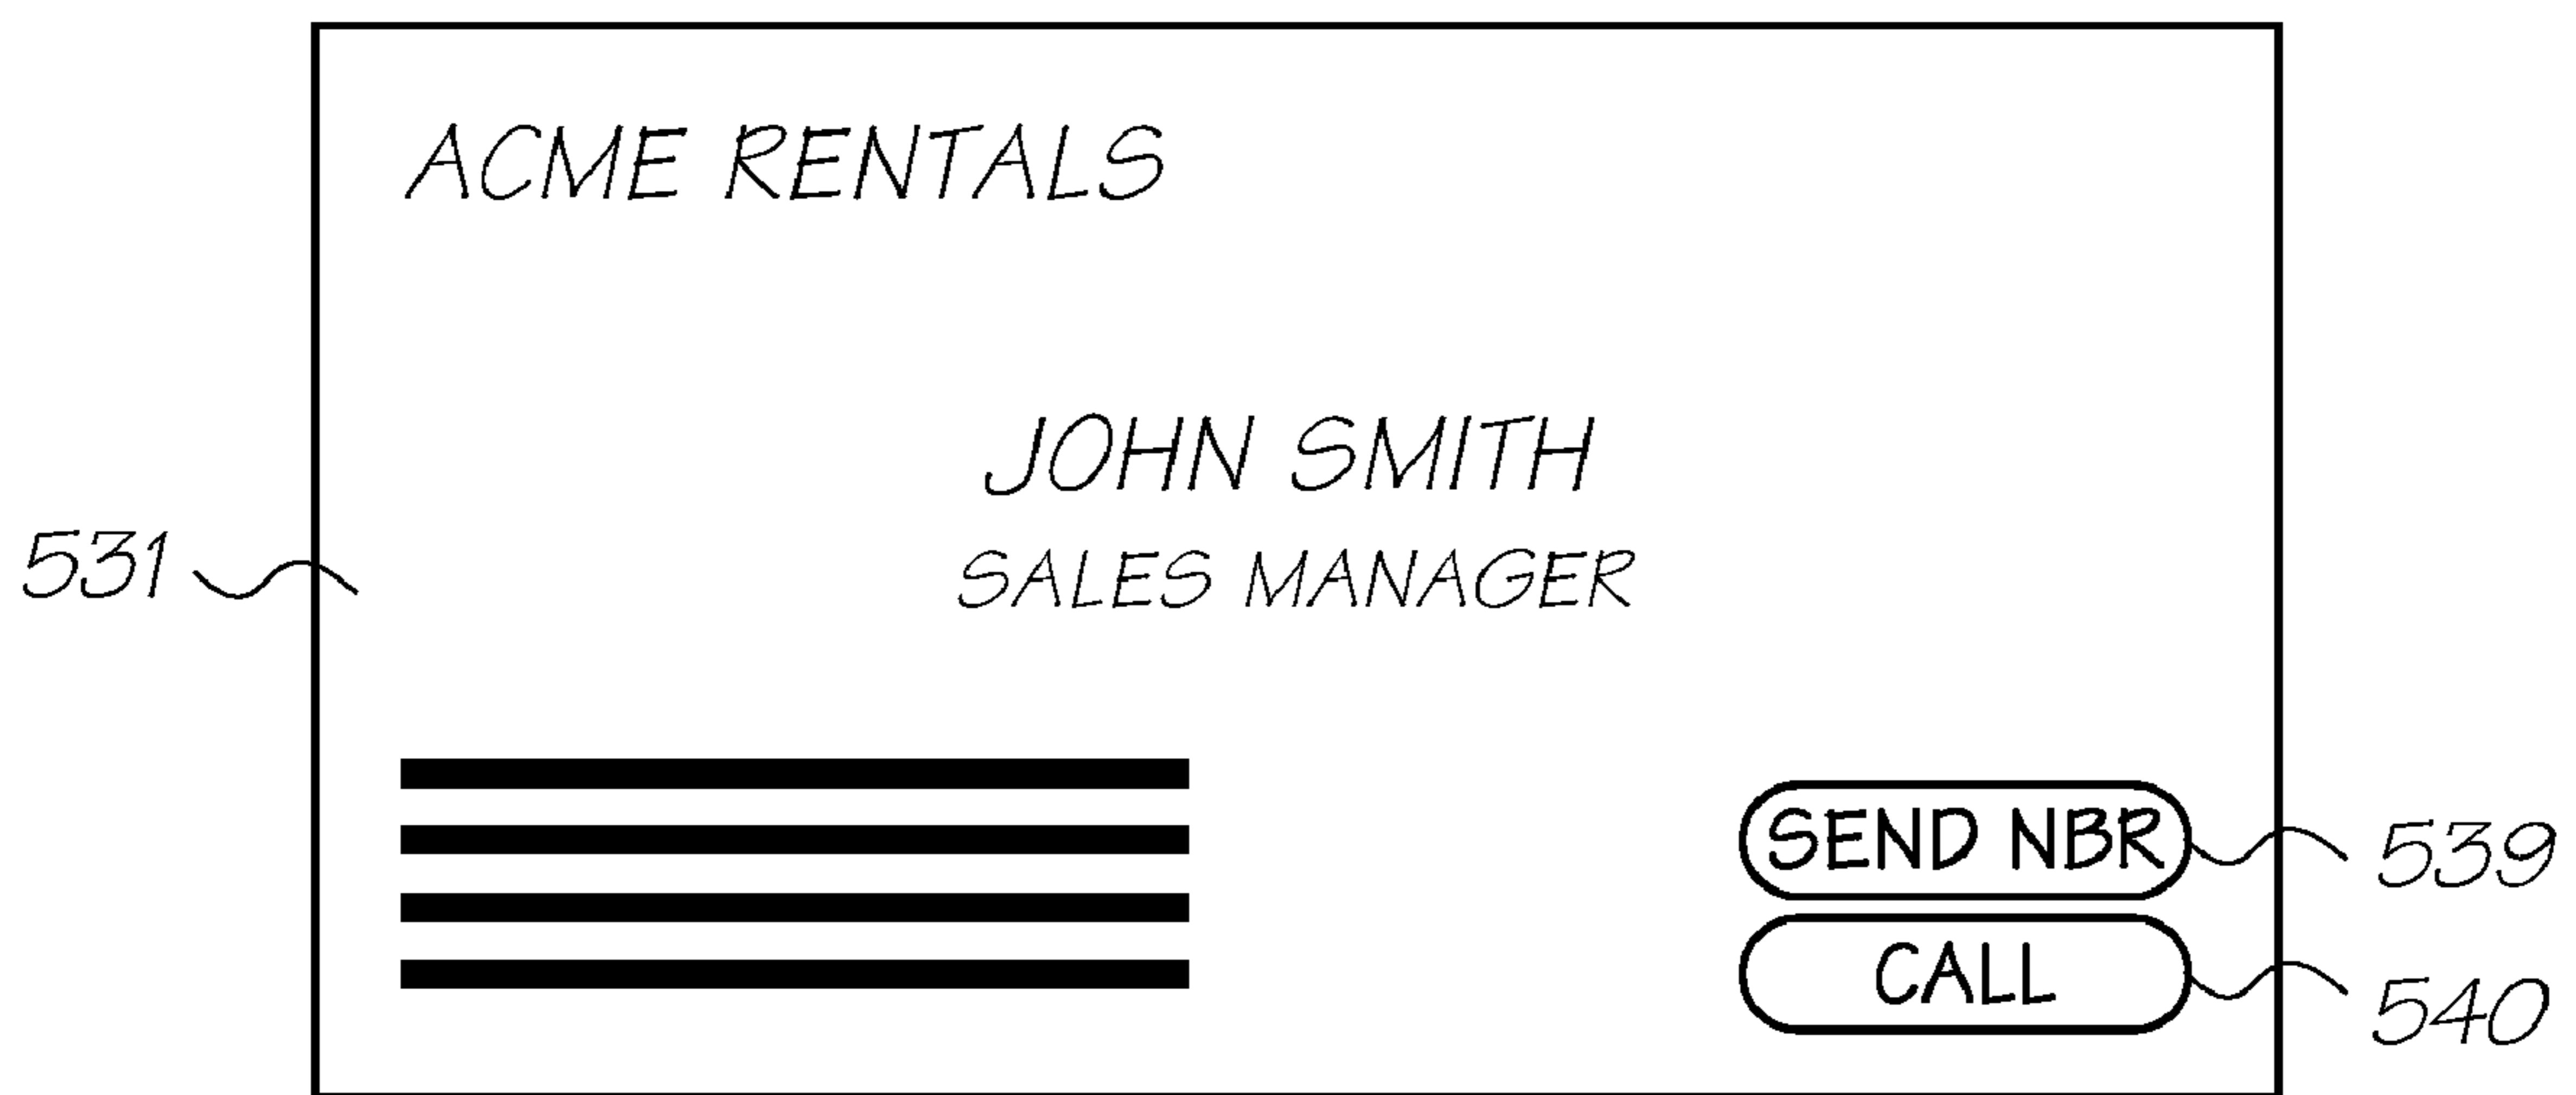 ACME RENTALS
JOHN SMITH
SALES MANAGER
531
SEND NBR
539
CALL
540